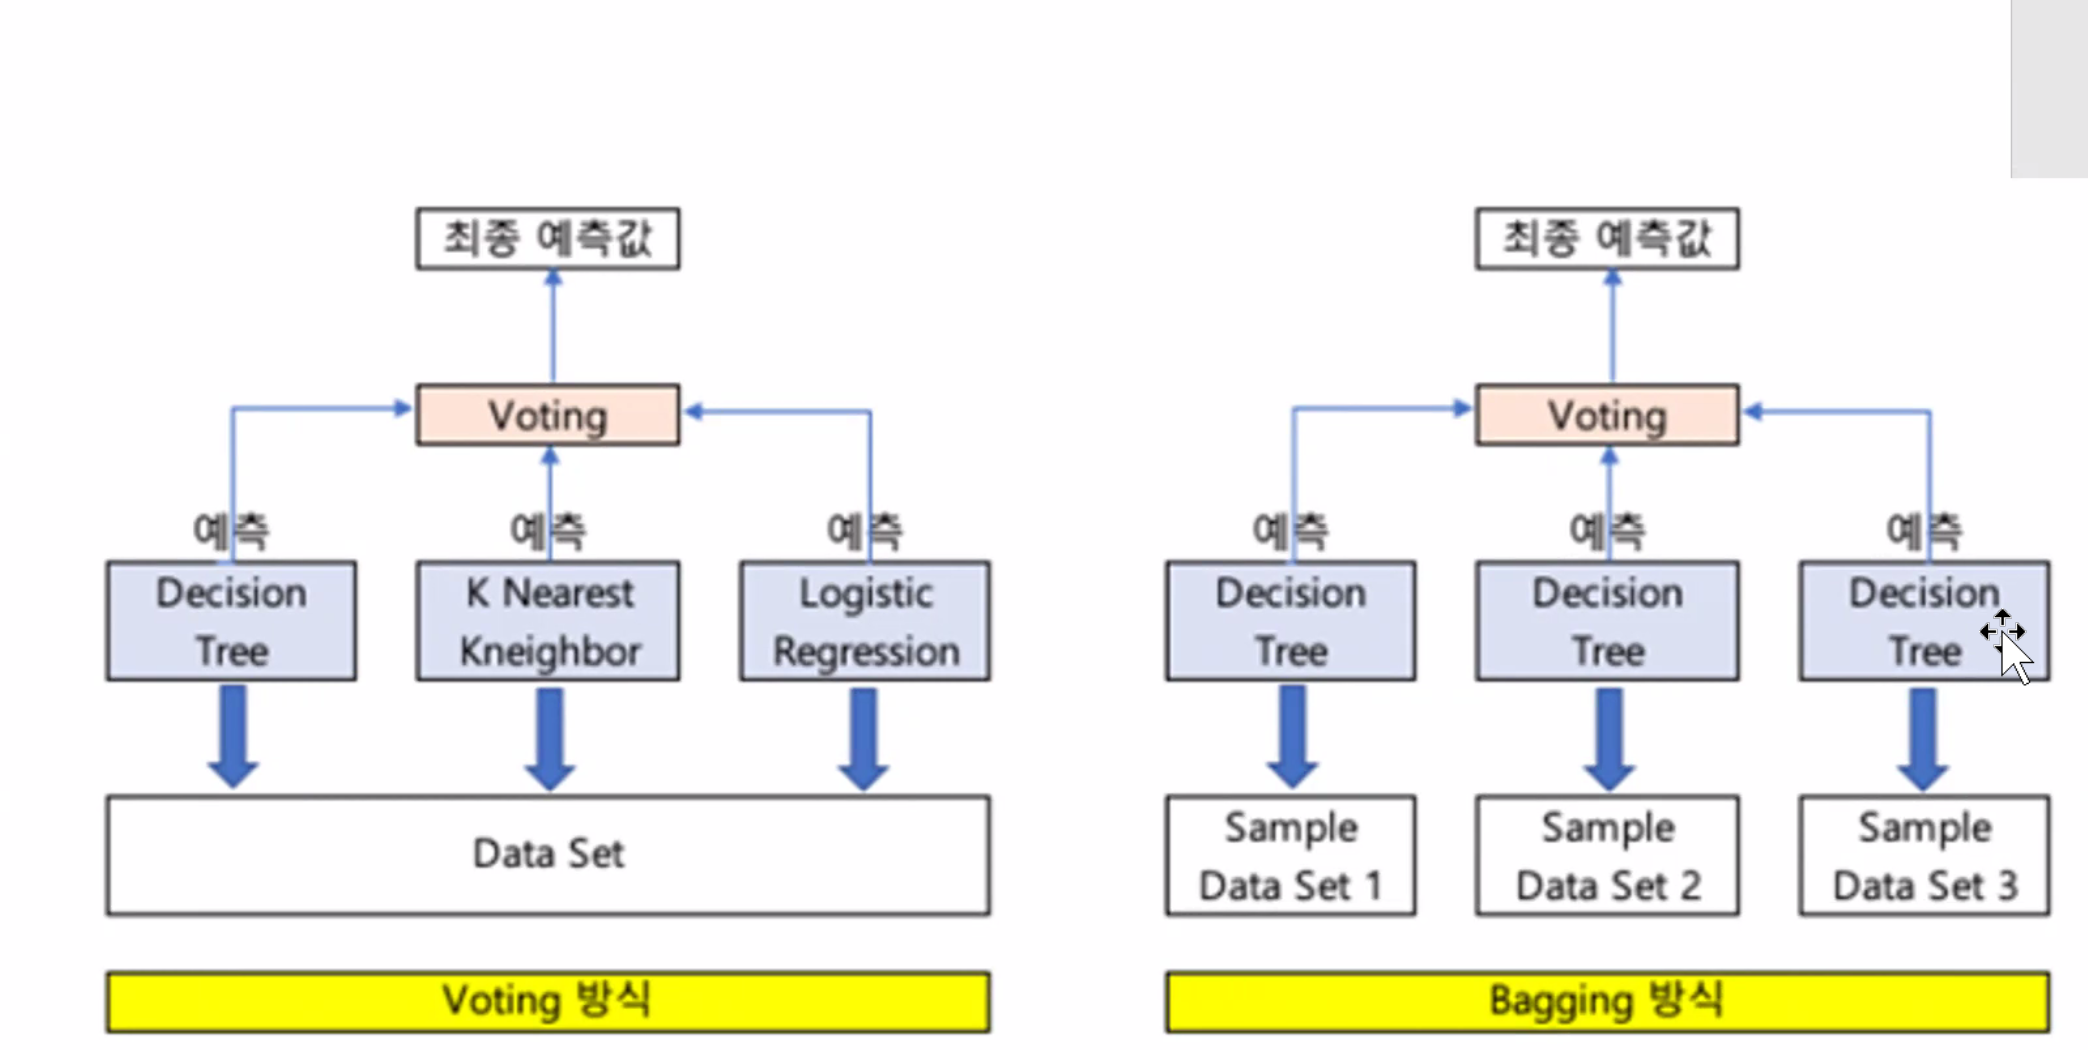 최종 예측값
Voting
예측
예측
예측
Decision
Tree
K Nearest
Kneighbor
Logistic
Regression
Data Set
Voting 방식
최종 예측값
Voting
예측
예측
예측
Decision
Tree
Decision
Tree
Decision
Tree
Sample
Data Set 1
Sample
Data Set 2
Sample
Data Set 3
Bagging 방식